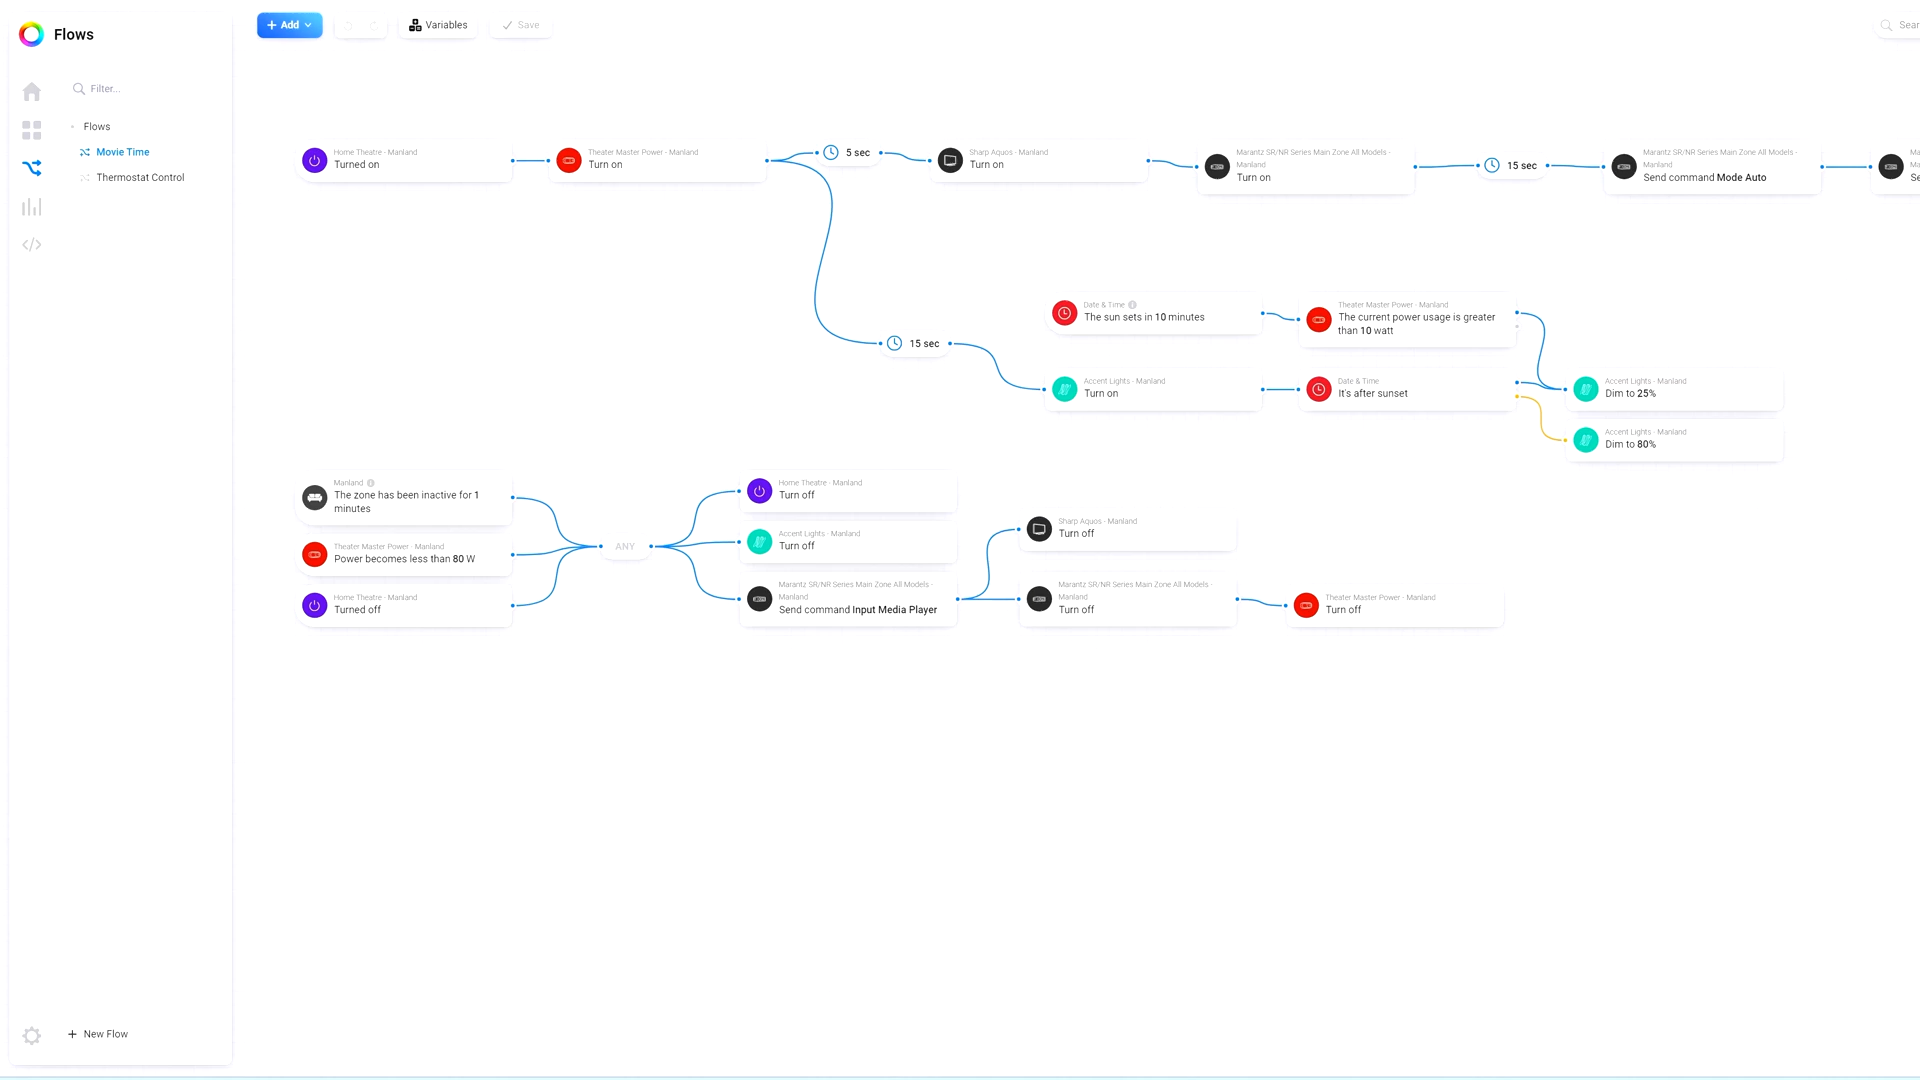 Flows
Add
Variables
Save
Filter...
Flows
Movie Time
Thermostat Control
New Flow
Home Theatre - Manland
Turned on
Theater Master Power - Manland
Turn on
5 sec
Sharp Aquos - Manland
Turn on
Marantz SR/NR Series Main Zone All Models -
Manland
Turn on
15 sec
Marantz SR/NR Series Main Zone All Models -
Manland
Send command Mode Auto
15 sec
Date & Time
The sun sets in 10 minutes
Theater Master Power - Manland
The current power usage is greater
than 10 watt
Accent Lights - Manland
Turn on
Date & Time
It's after sunset
Accent Lights - Manland
Dim to 25%
Accent Lights - Manland
Dim to 80%
Manland
The zone has been inactive for 1
minutes
Theater Master Power - Manland
Power becomes less than 80 W
Home Theatre - Manland
Turned off
ANY
Home Theatre - Manland
Turn off
Accent Lights - Manland
Turn off
Marantz SR/NR Series Main Zone All Models -
Manland
Send command Input Media Player
Sharp Aquos - Manland
Turn off
Marantz SR/NR Series Main Zone All Models -
Manland
Turn off
Theater Master Power - Manland
Turn off